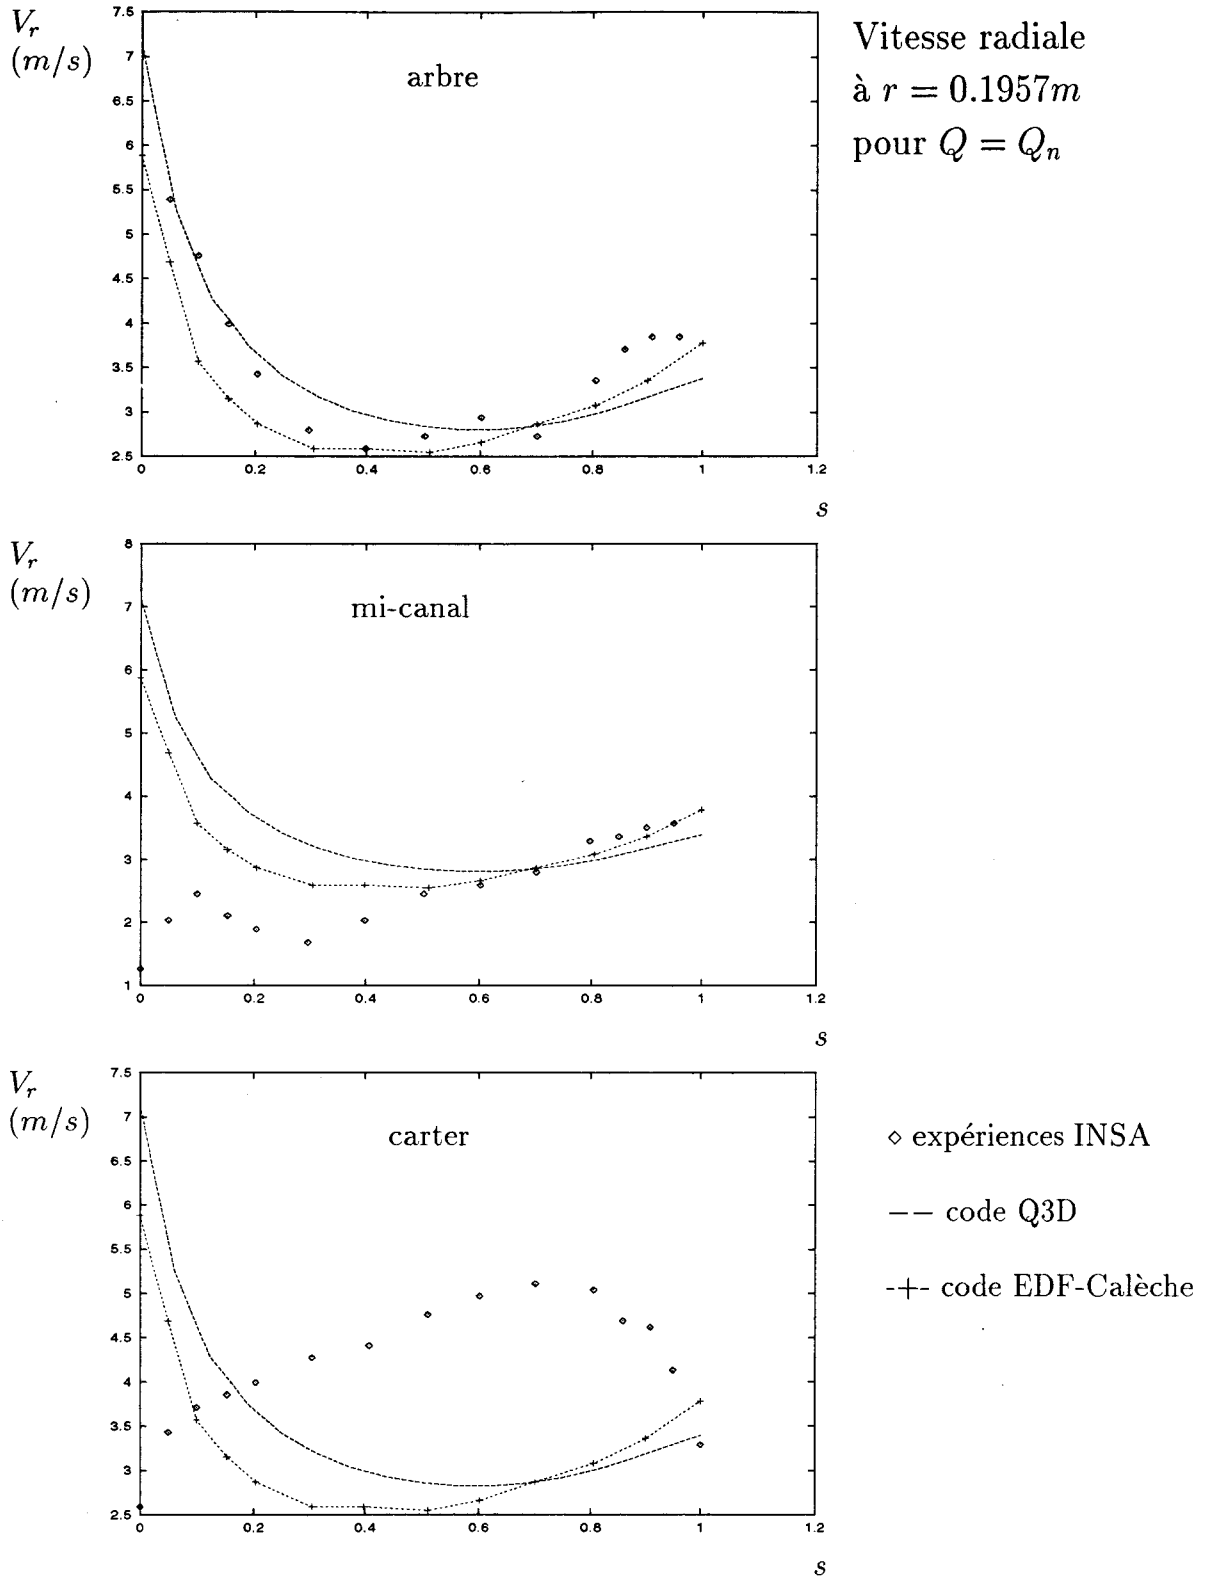 V_r
(m/s)
7.5
7
6.5
6
5.5
5
4.5
4
3.5
3
2.5
0 0.2 0.4 0.6 0.8 1 1.2
arbre
s
Vitesse radiale
à r = 0.1957m
pour Q = Q_n
V_r
(m/s)
8
7
6
5
4
3
2
1
0 0.2 0.4 0.6 0.8 1 1.2
mi-canal
s
V_r
(m/s)
7.5
7
6.5
6
5.5
5
4.5
4
3.5
3
2.5
0 0.2 0.4 0.6 0.8 1 1.2
carter
s
◇ expériences INSA
-- code Q3D
-+- code EDF-Calèche